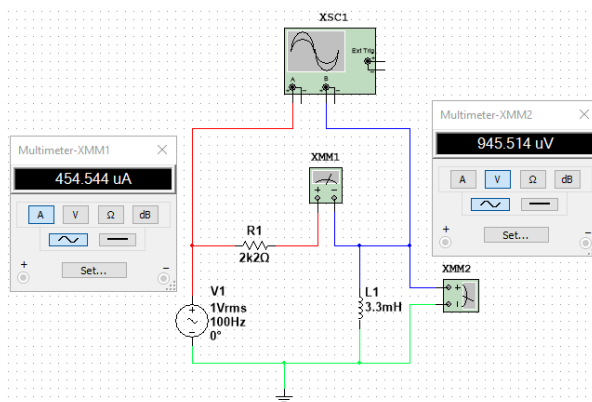 XSC1
Ext Trig
+
-
A
B
+
-
+
-
Multimeter-XMM1
454.544 uA
A V Ω dB
+
-
Set...
XMM1
+
-
R1
2k2Ω
V1
1Vrms
100Hz
0°
L1
3.3mH
Multimeter-XMM2
945.514 uV
A V Ω dB
+
-
Set...
XMM2
+